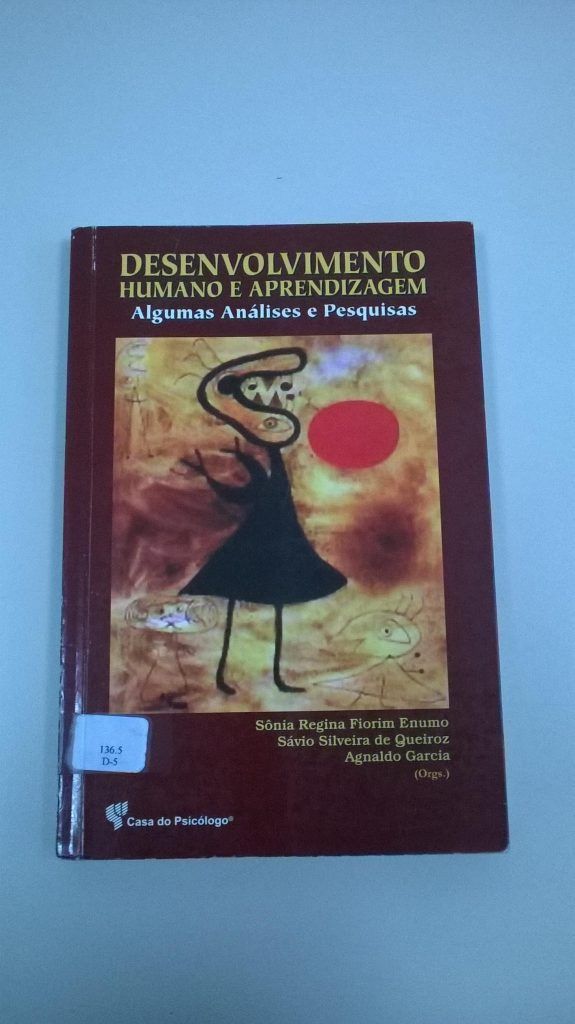 DESENVOLVIMENTO
HUMANO E APRENDIZAGEM
Algumas Análises e Pesquisas
Sônia Regina Fiorim Enumo
Sávio Silveira de Queiroz
Agnaldo Garcia
(Orgs.)
136.5
D-5
Casa do Psicólogo®